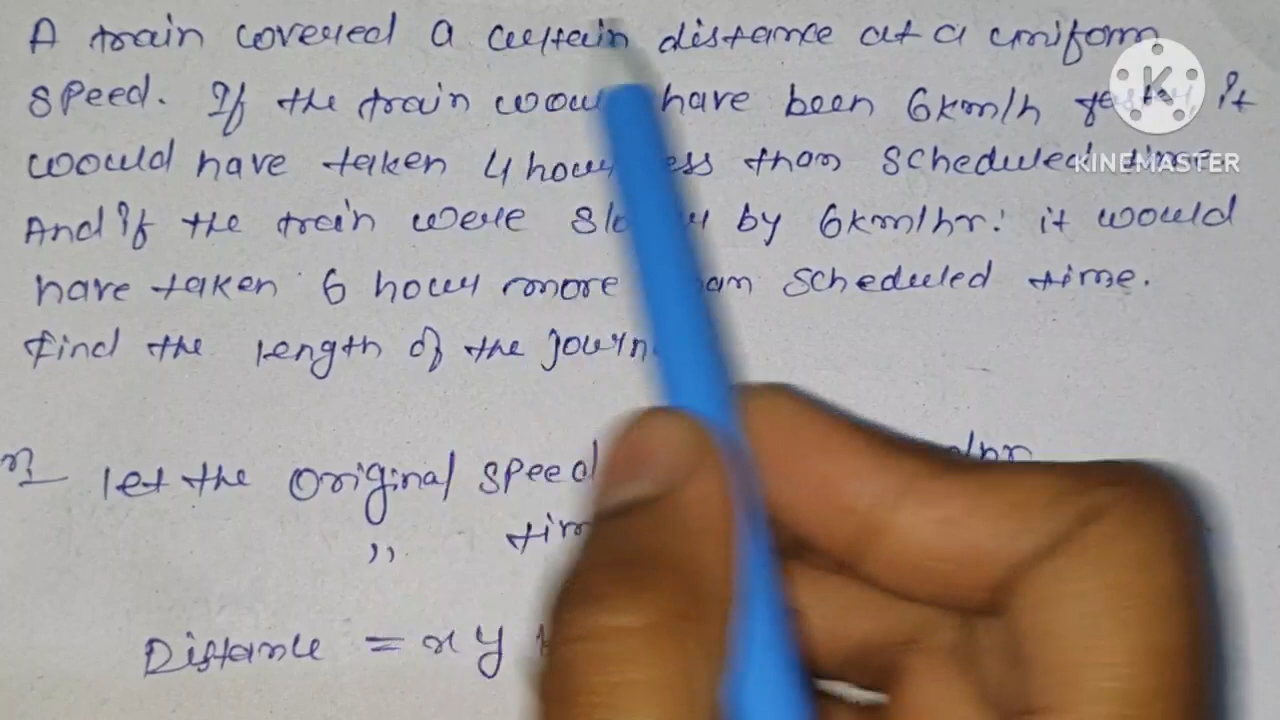 A train covered a certain distance at a uniform
speed. If the train have been 6km/h It
would have taken 4 hour than scheduled time
And if the train were by 6km/hr. it would
have taken 6 hour more scheduled time.
find the length of the
let the original speed
,,
Distance = x y
K
KINEMASTER